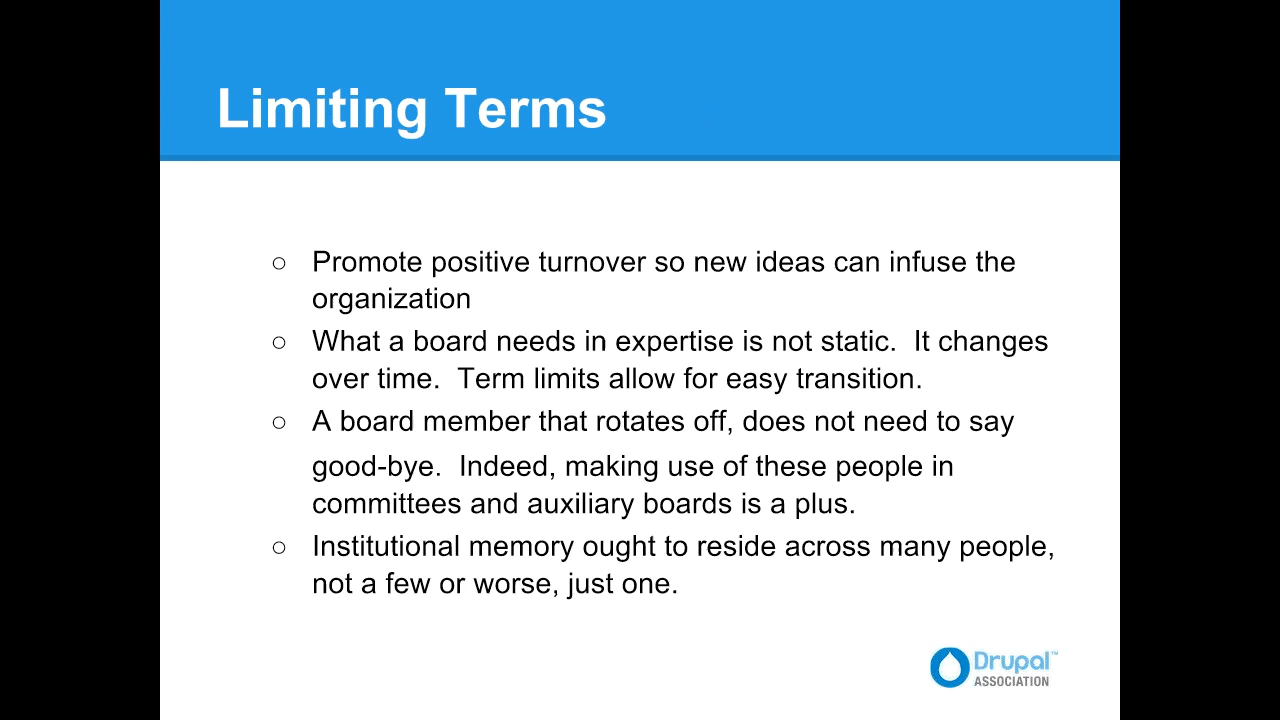 Limiting Terms
○ Promote positive turnover so new ideas can infuse the
organization
○ What a board needs in expertise is not static.  It changes
over time.  Term limits allow for easy transition.
○ A board member that rotates off, does not need to say
good-bye.  Indeed, making use of these people in
committees and auxiliary boards is a plus.
○ Institutional memory ought to reside across many people,
not a few or worse, just one.
Drupal™
ASSOCIATION